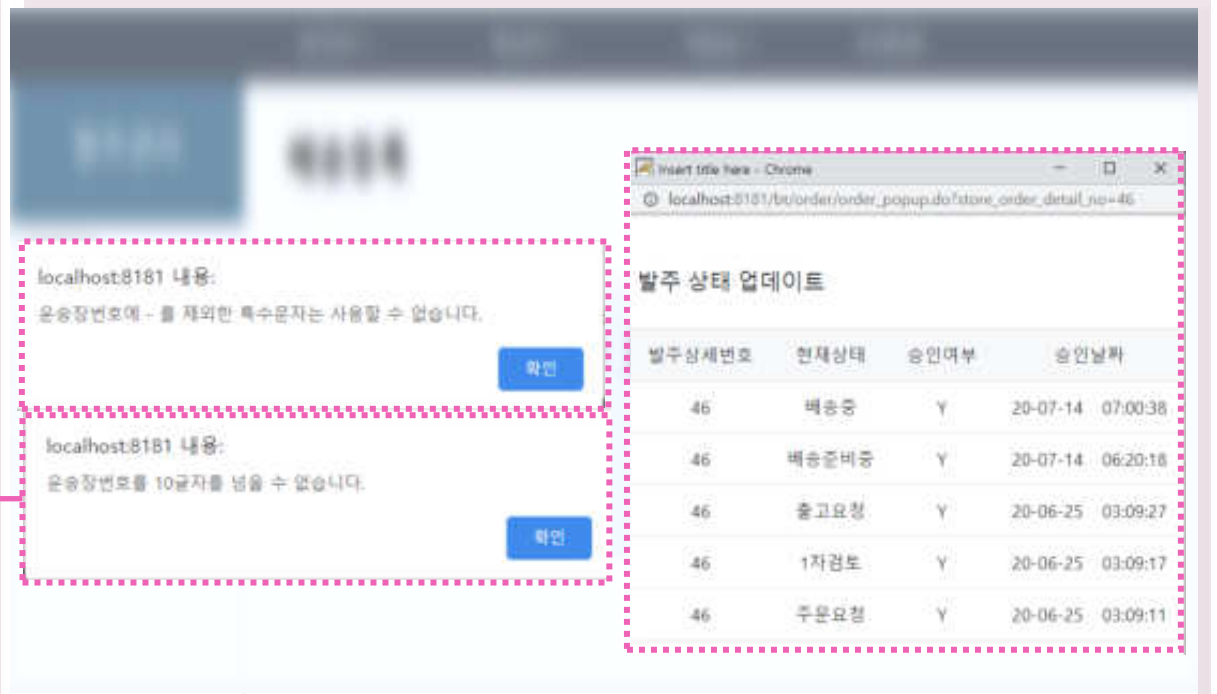 localhost:8181 내용:
운송장번호에 - 를 제외한 특수문자는 사용할 수 없습니다.
확인
localhost:8181 내용:
운송장번호를 10글자를 넘을 수 없습니다.
확인
Insert title here - Chrome
localhost:8181/bit/order/order_popup.do?store_order_detail_no=46
발주 상태 업데이트
발주상세번호 현재상태 승인여부 승인날짜
46 배송중 Y 20-07-14 07:00:38
46 배송준비중 Y 20-07-14 06:20:18
46 출고요청 Y 20-06-25 03:09:27
46 1차검토 Y 20-06-25 03:09:17
46 주문요청 Y 20-06-25 03:09:11